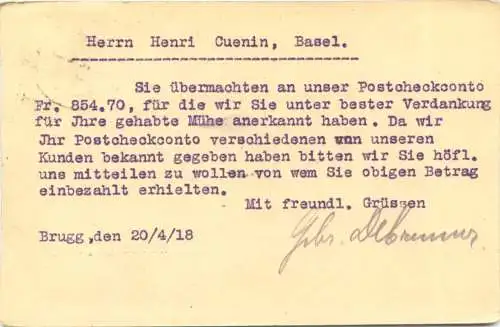 Herrn Henri Cuenin, Basel.
Sie übermachten an unser Postcheckconto
Fr. 854.70, für die wir Sie unter bester Verdankung
für Jhre gehabte Mühe anerkannt haben. Da wir
Jhr Postcheckconto verschiedenen von unseren
Kunden bekannt gegeben haben bitten wir Sie höfl.
uns mitteilen zu wollen von wem Sie obigen Betrag
einbezahlt erhielten.
Mit freundl. Grüssen
Brugg,den 20/4/18
Gbr. Debrunner